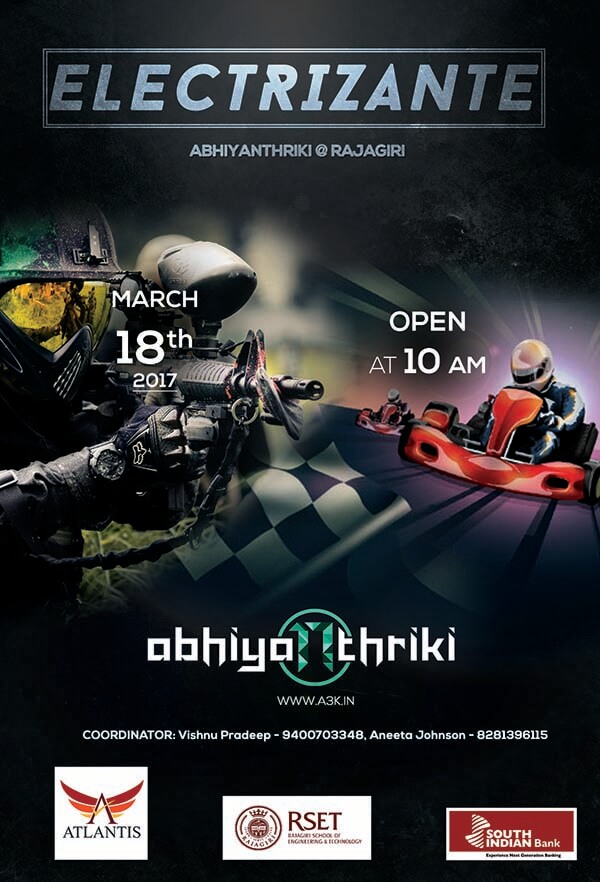 ELECTRIZANTE
ABHIYANTHRIKI @ RAJAGIRI
MARCH
18th
2017
OPEN
AT 10 AM
abhiyanthriki
WWW.A3K.IN
COORDINATOR: Vishnu Pradeep - 9400703348, Aneeta Johnson - 8281396115
ATLANTIS
RAJAGIRI
RSET
RAJAGIRI SCHOOL OF
ENGINEERING & TECHNOLOGY
SOUTH
INDIAN Bank
Experience Next Generation Banking